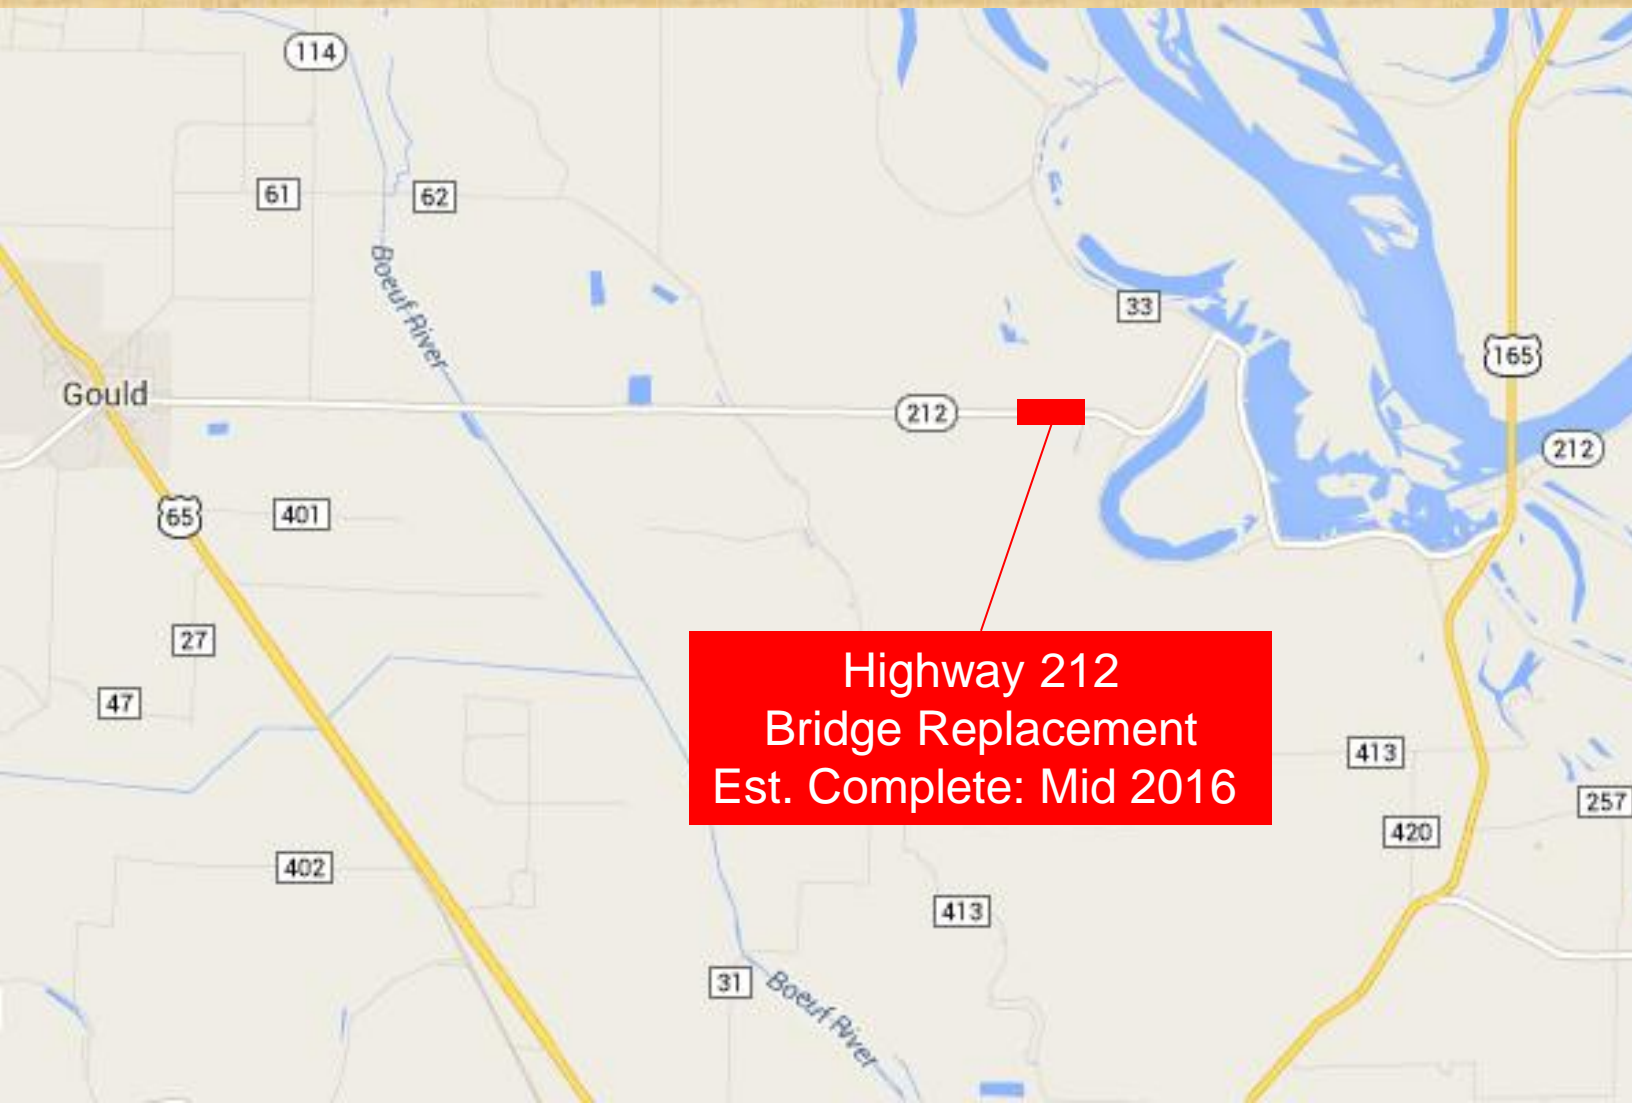 114
61
62
Boeuf River
33
165
Gould
212
212
65
401
27
47
Highway 212
Bridge Replacement
Est. Complete: Mid 2016
413
257
420
402
413
31
Boeuf River